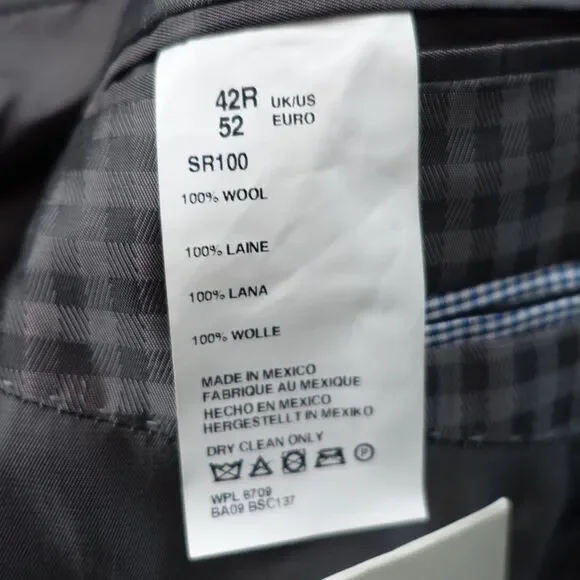 42R UK/US
52 EURO
SR100
100% WOOL
100% LAINE
100% LANA
100% WOLLE
MADE IN MEXICO
FABRIQUE AU MEXIQUE
HECHO EN MEXICO
HERGESTELLT IN MEXIKO
DRY CLEAN ONLY
P
WPL 6709
BA09 BSC137